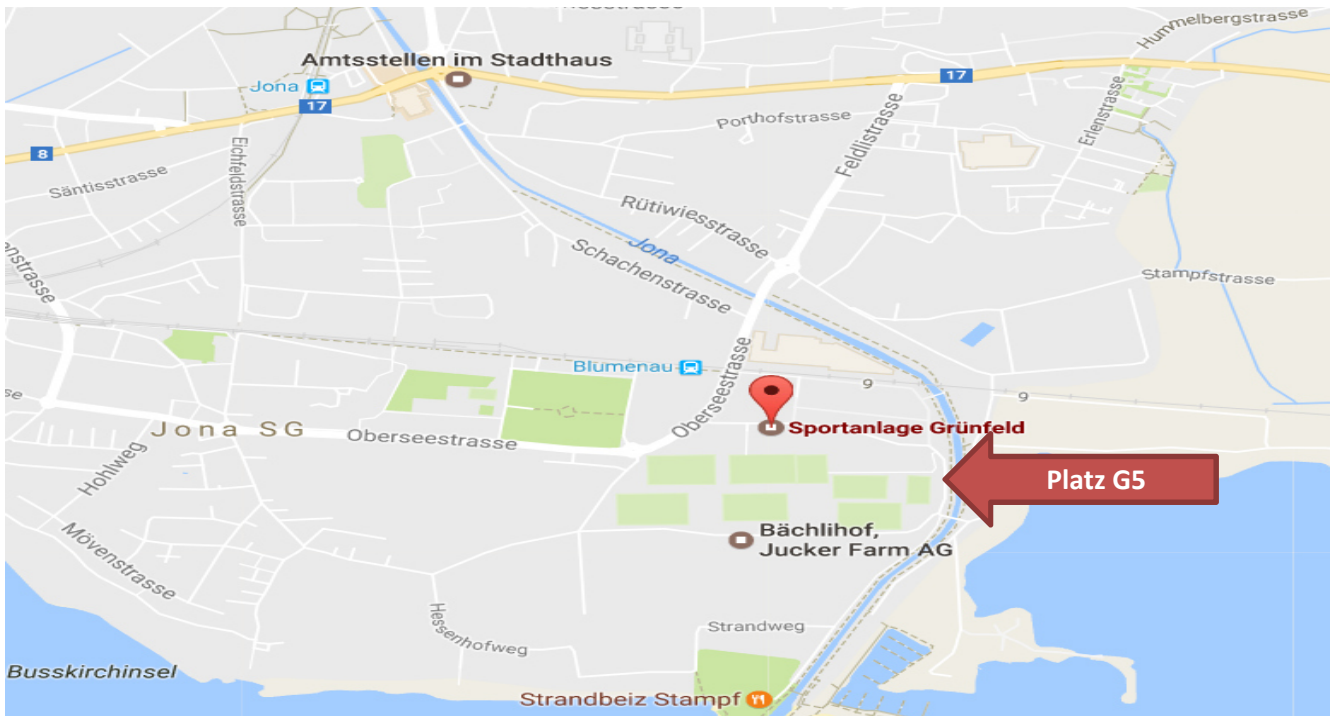 Hummelbergstrasse
Amtsstellen im Stadthaus
Jona
17
17
Feldlistrasse
Porthofstrasse
Erlenstrasse
8
Eichfeldstrasse
Säntisstrasse
Rütiwiesstrasse
Jona
Schachenstrasse
Stampfstrasse
Blumenau
9
9
Oberseestrasse
Sportanlage Grünfeld
Jona SG
Oberseestrasse
Hohlweg
Platz G5
Bächlihof,
Jucker Farm AG
Mövenstrasse
Hessenhofweg
Strandweg
Busskirchinsel
Strandbeiz Stampf